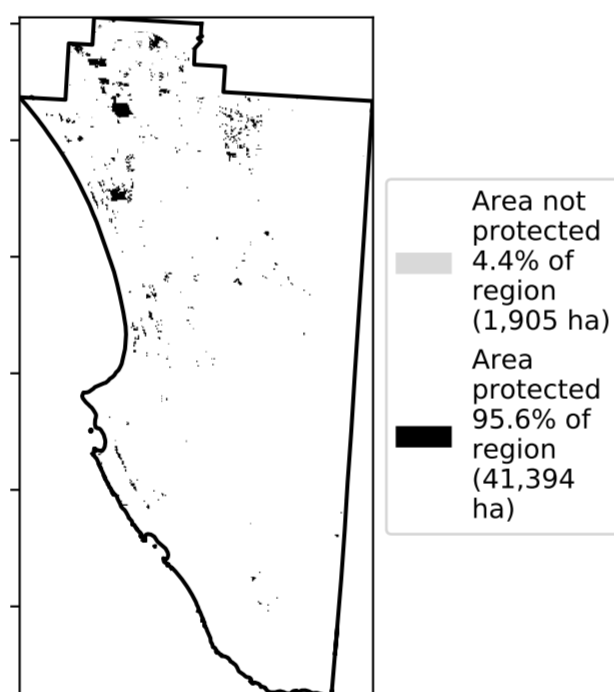 Area not
protected
4.4% of
region
(1,905 ha)
Area
protected
95.6% of
region
(41,394
ha)